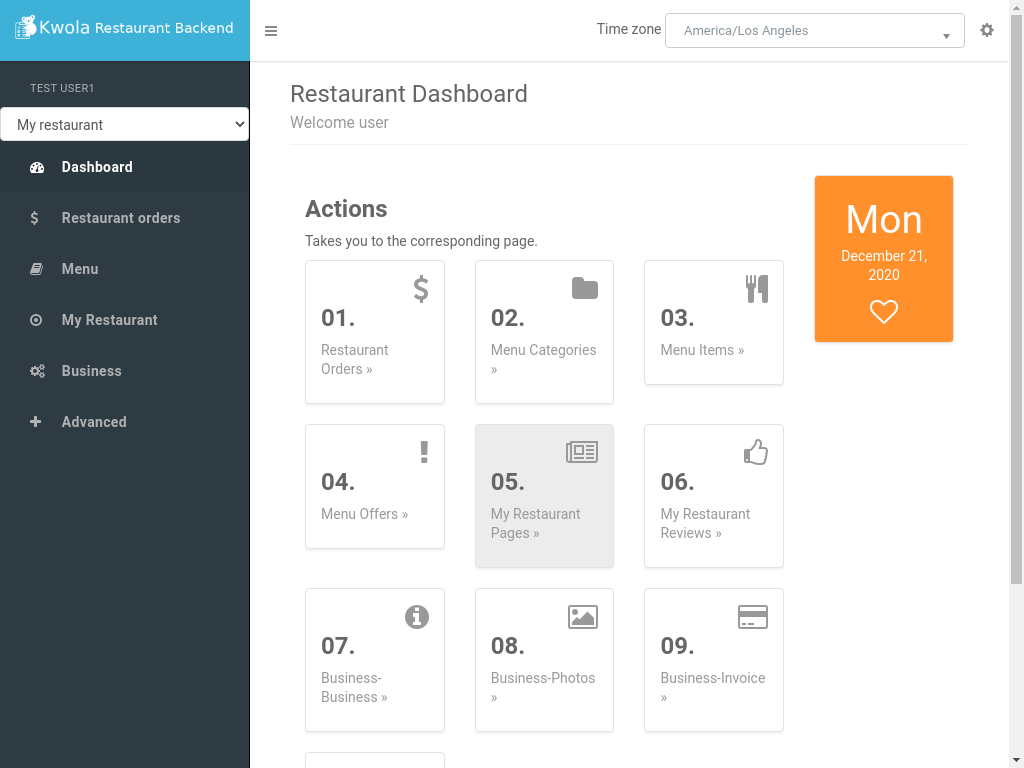 Kwola Restaurant Backend
Time zone
America/Los Angeles
TEST USER1
My restaurant
Dashboard
Restaurant orders
Menu
My Restaurant
Business
Advanced
Restaurant Dashboard
Welcome user
Actions
Takes you to the corresponding page.
01.
Restaurant
Orders »
02.
Menu Categories
»
03.
Menu Items »
04.
Menu Offers »
05.
My Restaurant
Pages »
06.
My Restaurant
Reviews »
07.
Business-
Business »
08.
Business-Photos
»
09.
Business-Invoice
»
Mon
December 21,
2020